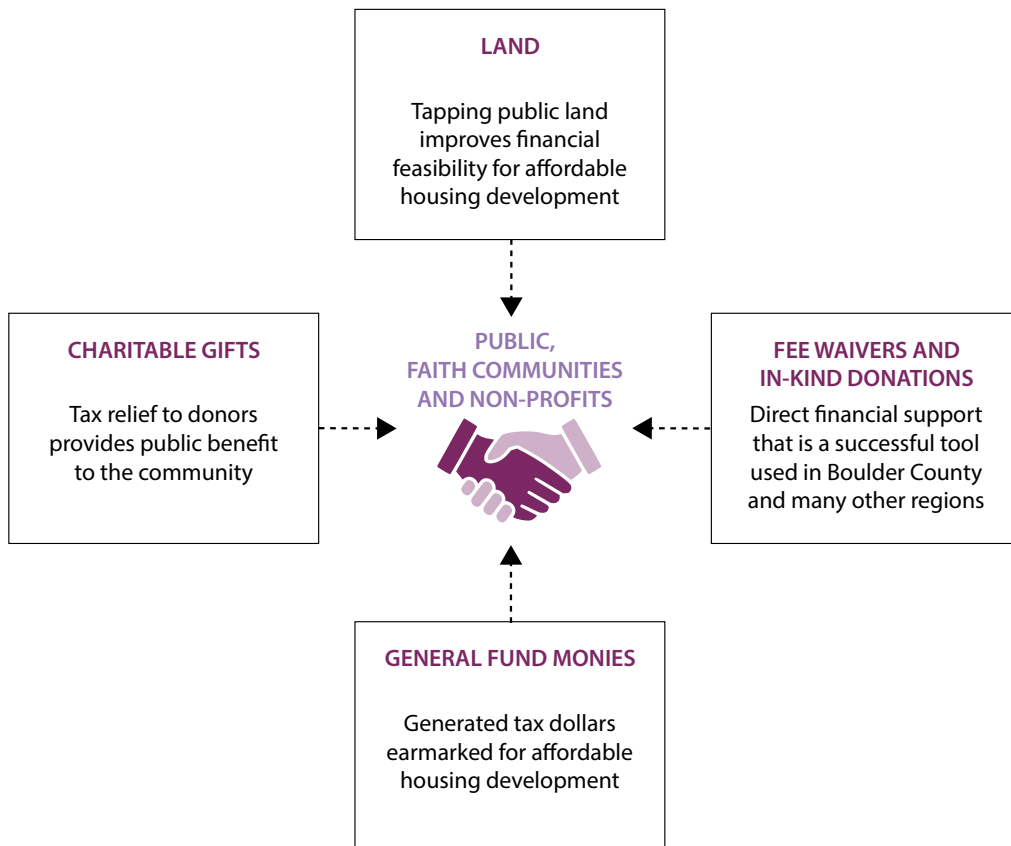 LAND
Tapping public land
improves financial
feasibility for affordable
housing development
CHARITABLE GIFTS
Tax relief to donors
provides public benefit
to the community
PUBLIC,
FAITH COMMUNITIES
AND NON-PROFITS
FEE WAIVERS AND
IN-KIND DONATIONS
Direct financial support
that is a successful tool
used in Boulder County
and many other regions
GENERAL FUND MONIES
Generated tax dollars
earmarked for affordable
housing development